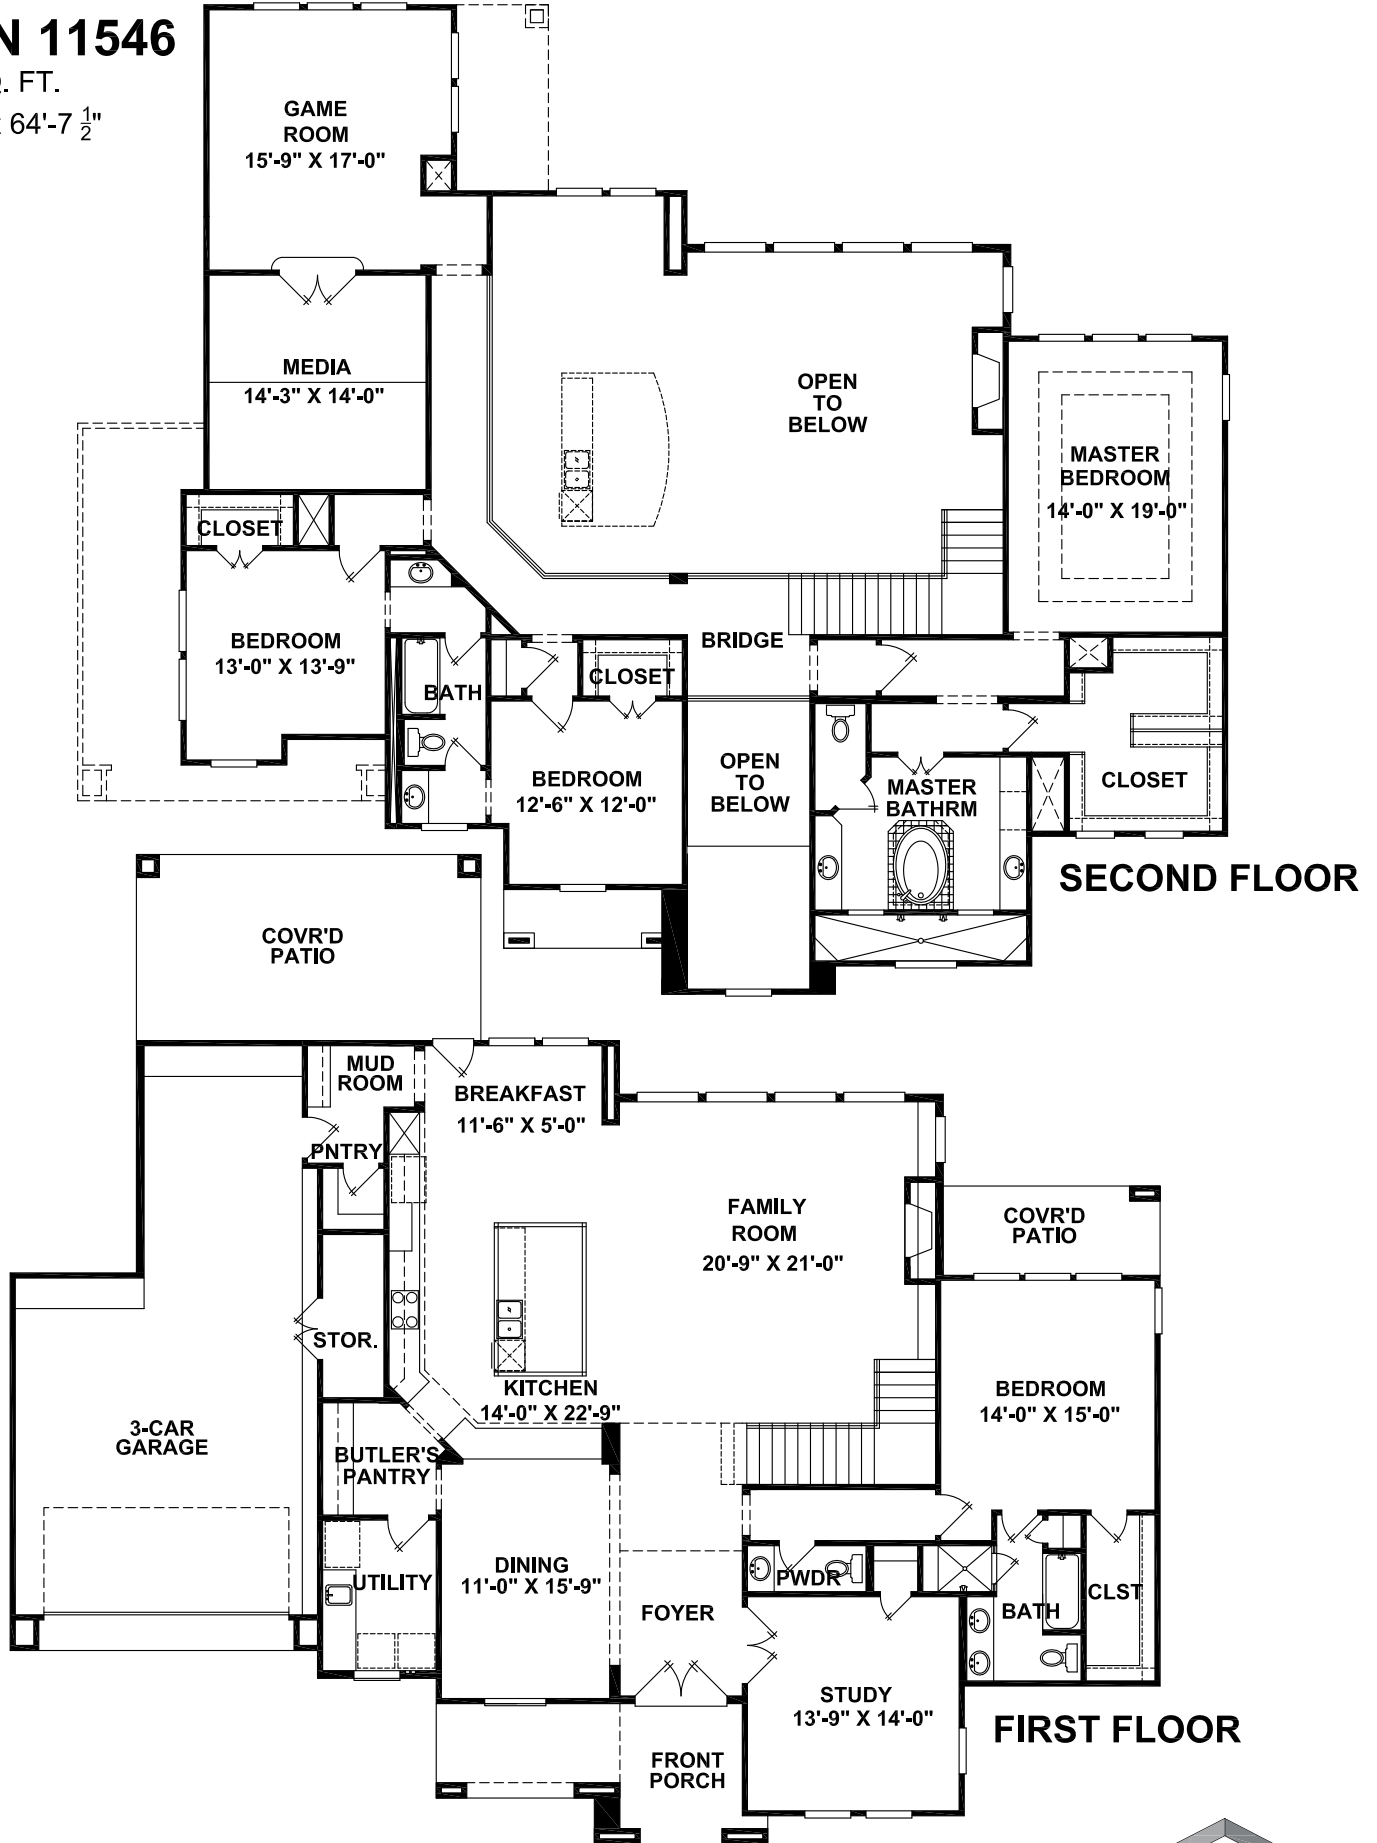 N 11546
. FT.
64'-7 1/2"
GAME
ROOM
15'-9" X 17'-0"
MEDIA
14'-3" X 14'-0"
OPEN
TO
BELOW
MASTER
BEDROOM
14'-0" X 19'-0"
CLOSET
BEDROOM
13'-0" X 13'-9"
BRIDGE
CLOSET
BATH
BEDROOM
12'-6" X 12'-0"
OPEN
TO
BELOW
MASTER
BATHRM
CLOSET
SECOND FLOOR
COVR'D
PATIO
MUD
ROOM
BREAKFAST
11'-6" X 5'-0"
PNTRY
FAMILY
ROOM
20'-9" X 21'-0"
COVR'D
PATIO
STOR.
KITCHEN
14'-0" X 22'-9"
BEDROOM
14'-0" X 15'-0"
3-CAR
GARAGE
BUTLER'S
PANTRY
DINING
11'-0" X 15'-9"
UTILITY
PWDR
FOYER
BATH
CLST
STUDY
13'-9" X 14'-0"
FIRST FLOOR
FRONT
PORCH